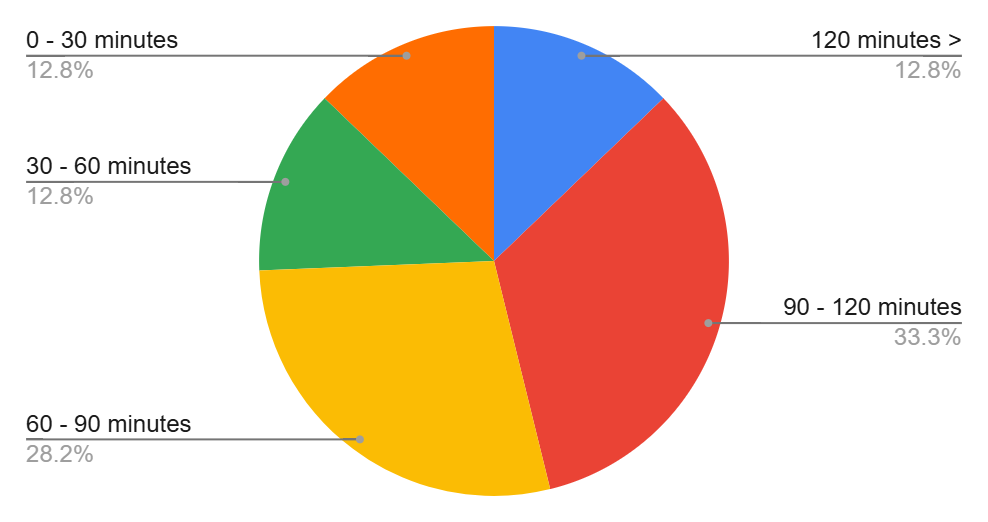 0 - 30 minutes
12.8%
30 - 60 minutes
12.8%
60 - 90 minutes
28.2%
120 minutes >
12.8%
90 - 120 minutes
33.3%